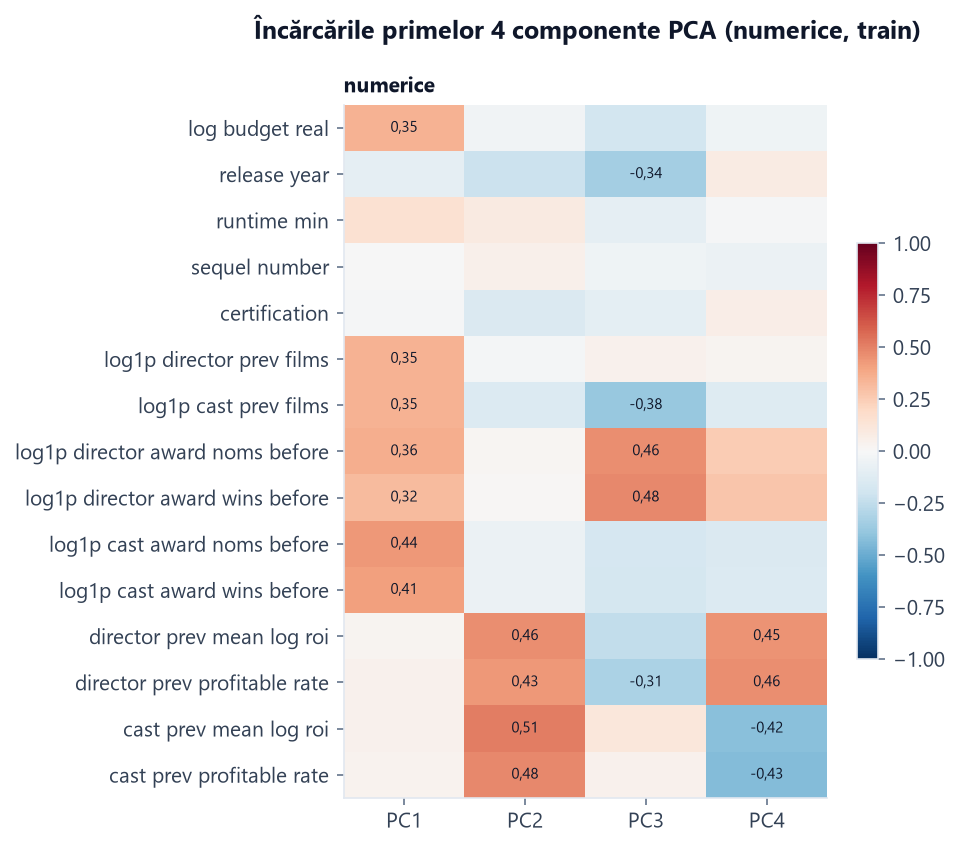 Încărcările primelor 4 componente PCA (numerice, train)
numerice
log budget real 0,35
release year -0,34
runtime min
sequel number
certification
log1p director prev films 0,35
log1p cast prev films 0,35 -0,38
log1p director award noms before 0,36 0,46
log1p director award wins before 0,32 0,48
log1p cast award noms before 0,44
log1p cast award wins before 0,41
director prev mean log roi 0,46 0,45
director prev profitable rate 0,43 -0,31 0,46
cast prev mean log roi 0,51 -0,42
cast prev profitable rate 0,48 -0,43
PC1 PC2 PC3 PC4
1.00
0.75
0.50
0.25
0.00
−0.25
−0.50
−0.75
−1.00